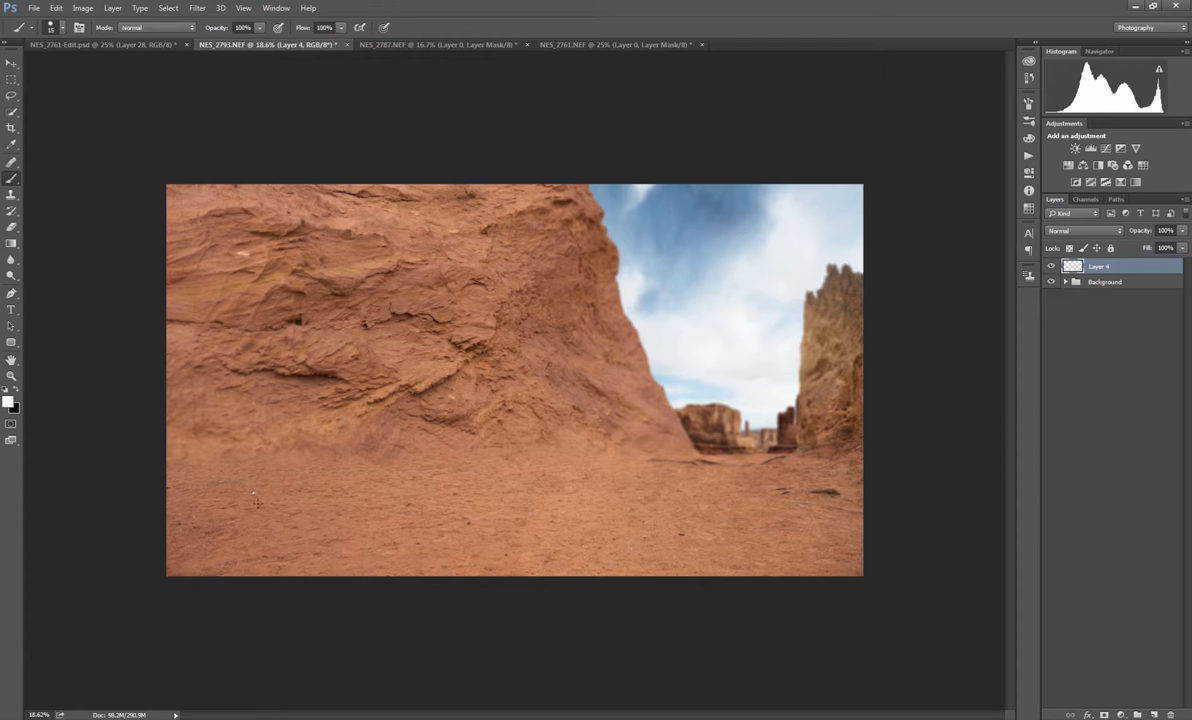 Ps File Edit Image Layer Type Select Filter 3D View Window Help
15 Mode: Normal Opacity: 100% Flow: 100% Photography
NES_2761-Edit.psd @ 25% (Layer 28, RGB/8) * × NES_2793.NEF @ 18.6% (Layer 4, RGB/8*) * × NES_2787.NEF @ 16.7% (Layer 0, Layer Mask/8) * × NES_2761.NEF @ 25% (Layer 0, Layer Mask/8) * ×
Histogram Navigator
Adjustments
Add an adjustment
Layers Channels Paths
Kind
Normal Opacity: 100%
Lock: Fill: 100%
Layer 4
Background
18.62% Doc: 58.2M/290.9M